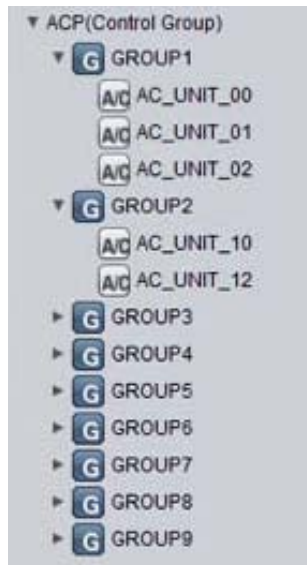 ACP(Control Group)
G GROUP1
A/C AC_UNIT_00
A/C AC_UNIT_01
A/C AC_UNIT_02
G GROUP2
A/C AC_UNIT_10
A/C AC_UNIT_12
G GROUP3
G GROUP4
G GROUP5
G GROUP6
G GROUP7
G GROUP8
G GROUP9